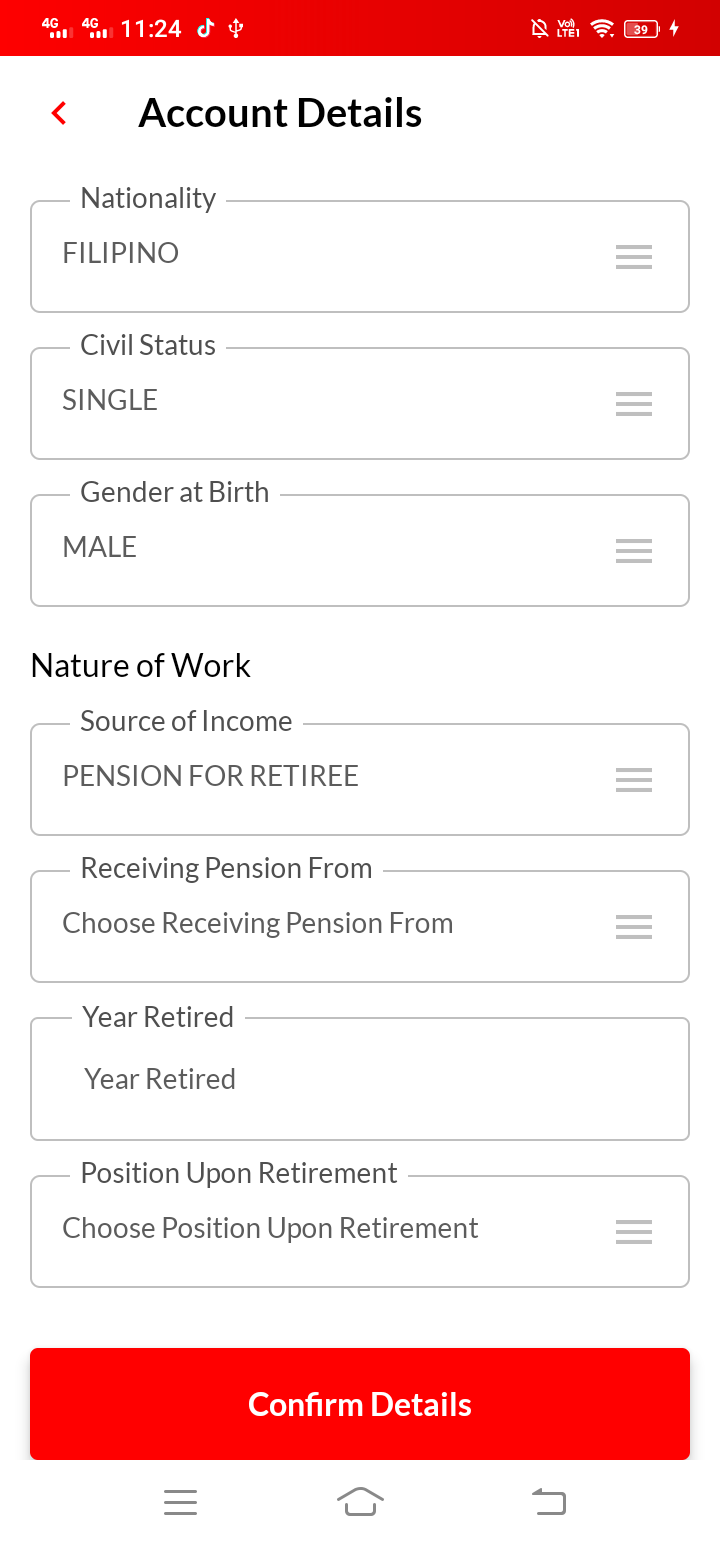 4G 4G 11:24 VoD LTE1 39
Account Details
Nationality
FILIPINO
Civil Status
SINGLE
Gender at Birth
MALE
Nature of Work
Source of Income
PENSION FOR RETIREE
Receiving Pension From
Choose Receiving Pension From
Year Retired
Year Retired
Position Upon Retirement
Choose Position Upon Retirement
Confirm Details